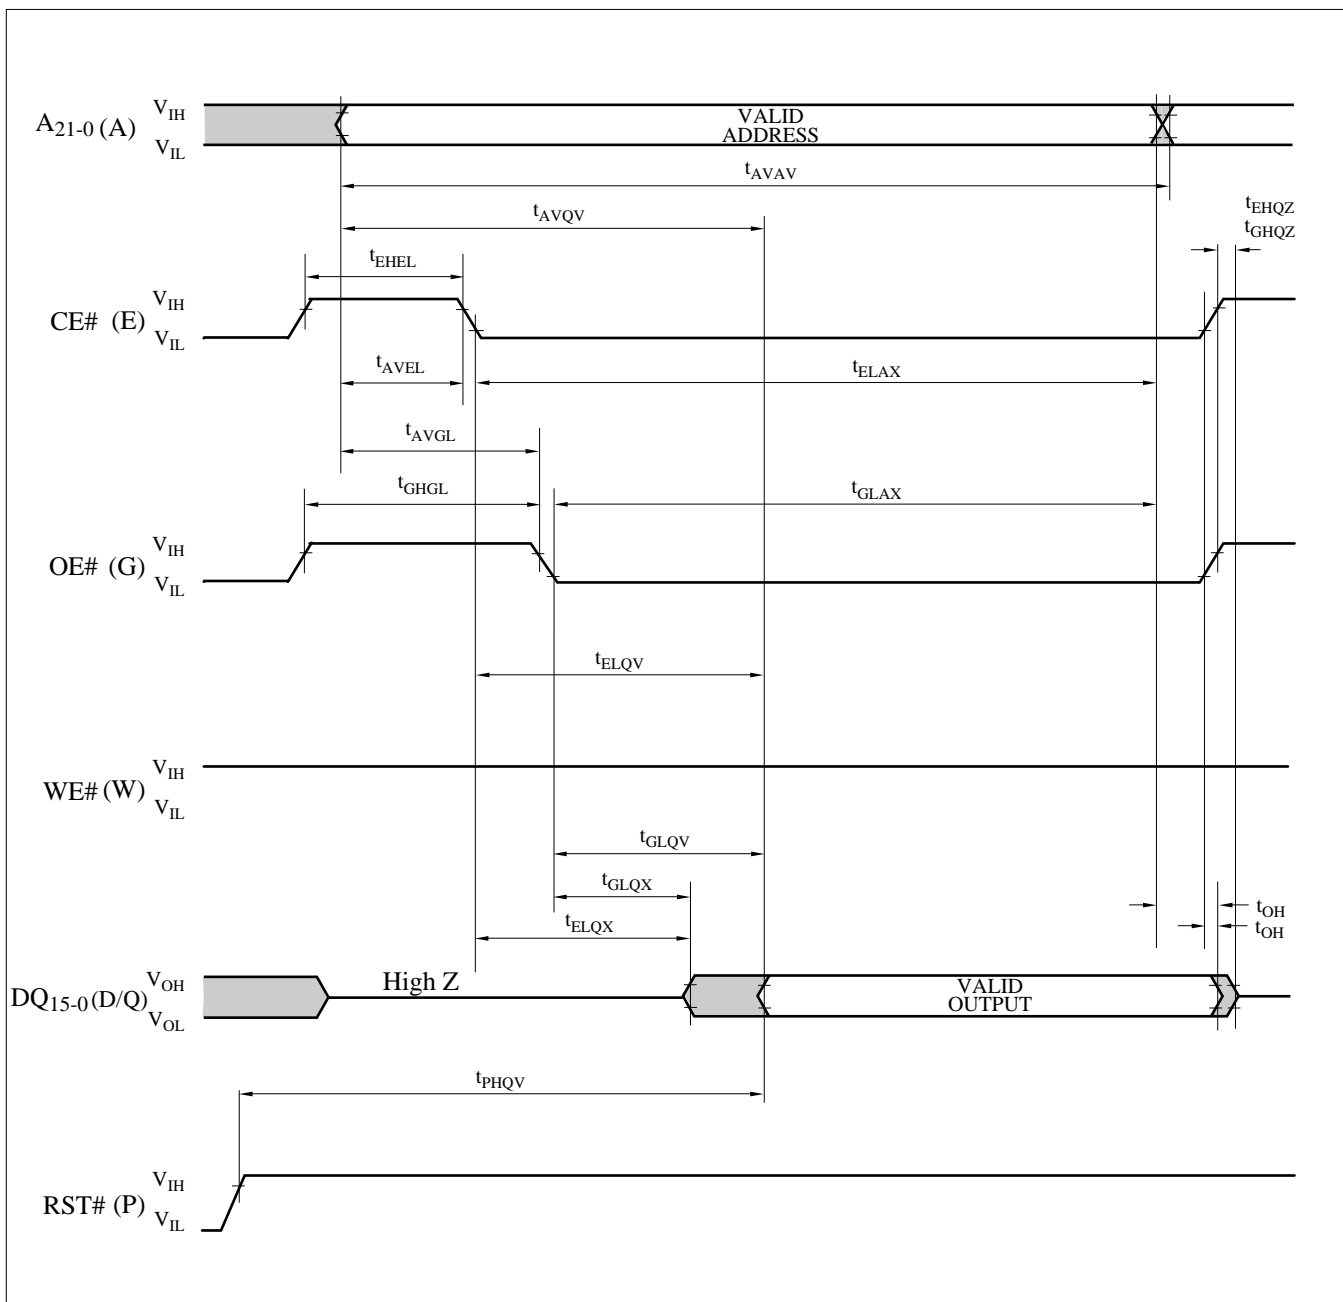 A21-0 (A) VIH VALID
VIL ADDRESS
tAVAV
tAVQV
tEHQZ
tGHQZ
tEHEL
CE# (E) VIH
VIL
tAVEL
tELAX
tAVGL
tGHGL
tGLAX
OE# (G) VIH
VIL
tELQV
WE# (W) VIH
VIL
tGLQV
tGLQX
tOH
tELQX
tOH
DQ15-0 (D/Q) VOH High Z VALID
VOL OUTPUT
tPHQV
RST# (P) VIH
VIL